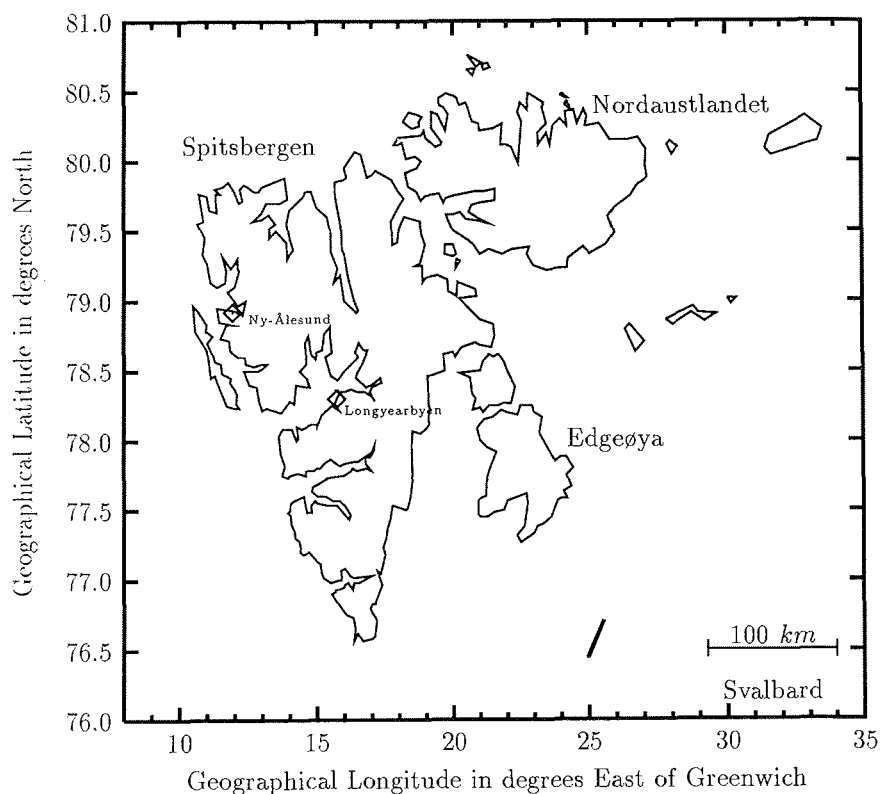 81.0
80.5
80.0
79.5
79.0
78.5
78.0
77.5
77.0
76.5
76.0
Geographical Latitude in degrees North
Spitsbergen
Nordaustlandet
Ny-Ålesund
Longyearbyen
Edgeøya
100 km
Svalbard
10 15 20 25 30 35
Geographical Longitude in degrees East of Greenwich